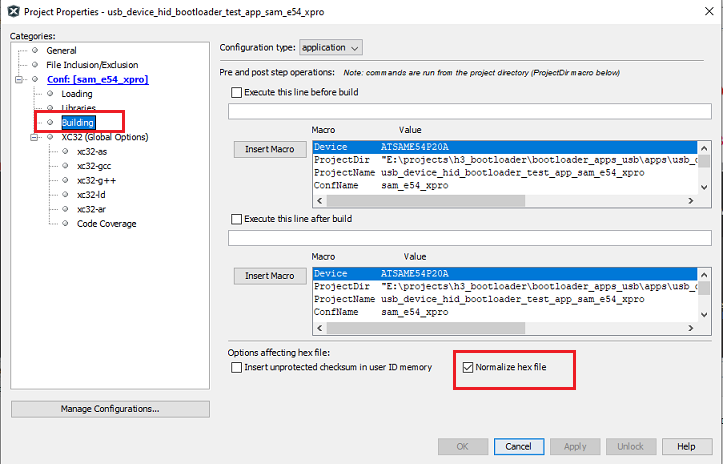 Project Properties - usb_device_hid_bootloader_test_app_sam_e54_xpro
Categories:
General
File Inclusion/Exclusion
Conf: [sam_e54_xpro]
Loading
Libraries
Building
XC32 (Global Options)
xc32-as
xc32-gcc
xc32-g++
xc32-ld
xc32-ar
Code Coverage
Manage Configurations...
Configuration type: application
Pre and post step operations: Note: commands are run from the project directory (ProjectDir macro below)
Execute this line before build
Macro Value
Insert Macro
Device ATSAME54P20A
ProjectDir "E:\projects\h3_bootloader\bootloader_apps_usb\apps\usb_d
ProjectName usb_device_hid_bootloader_test_app_sam_e54_xpro
ConfName sam_e54_xpro
Execute this line after build
Macro Value
Insert Macro
Device ATSAME54P20A
ProjectDir "E:\projects\h3_bootloader\bootloader_apps_usb\apps\usb_d
ProjectName usb_device_hid_bootloader_test_app_sam_e54_xpro
ConfName sam_e54_xpro
Options affecting hex file:
Insert unprotected checksum in user ID memory Normalize hex file
OK Cancel Apply Unlock Help